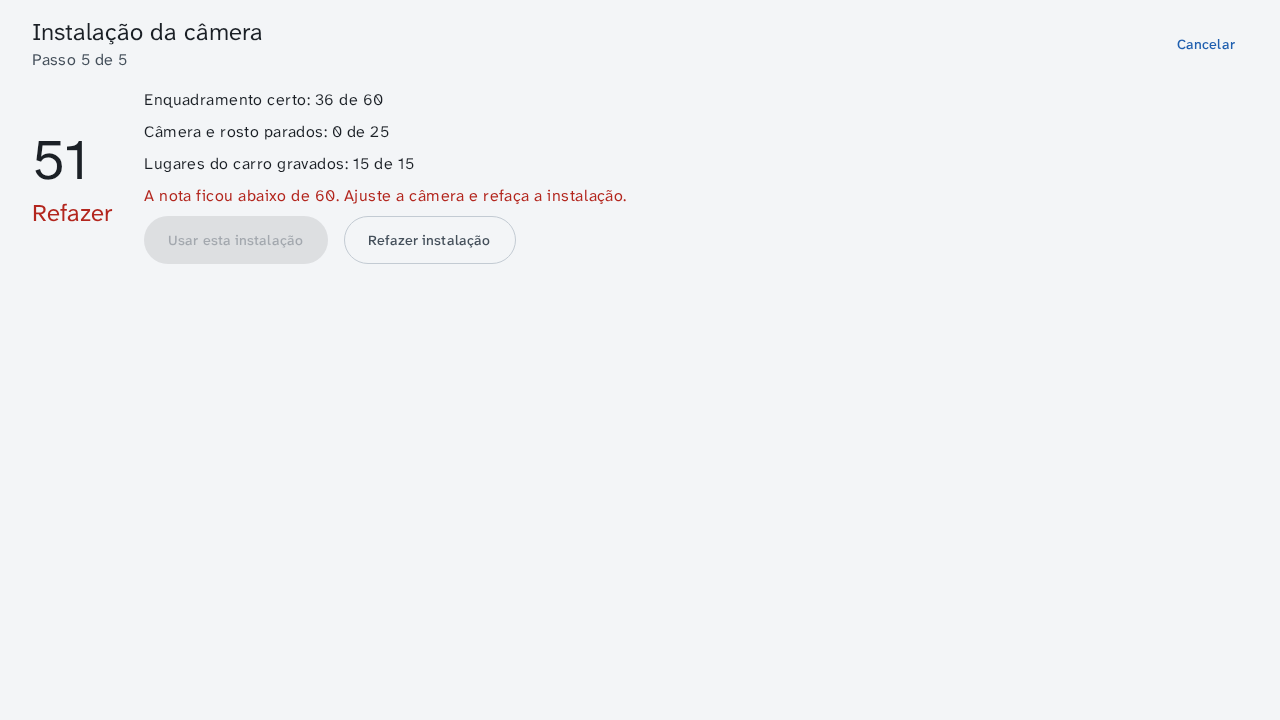 Instalação da câmera
Passo 5 de 5
Cancelar
51
Refazer
Enquadramento certo: 36 de 60
Câmera e rosto parados: 0 de 25
Lugares do carro gravados: 15 de 15
A nota ficou abaixo de 60. Ajuste a câmera e refaça a instalação.
Usar esta instalação
Refazer instalação